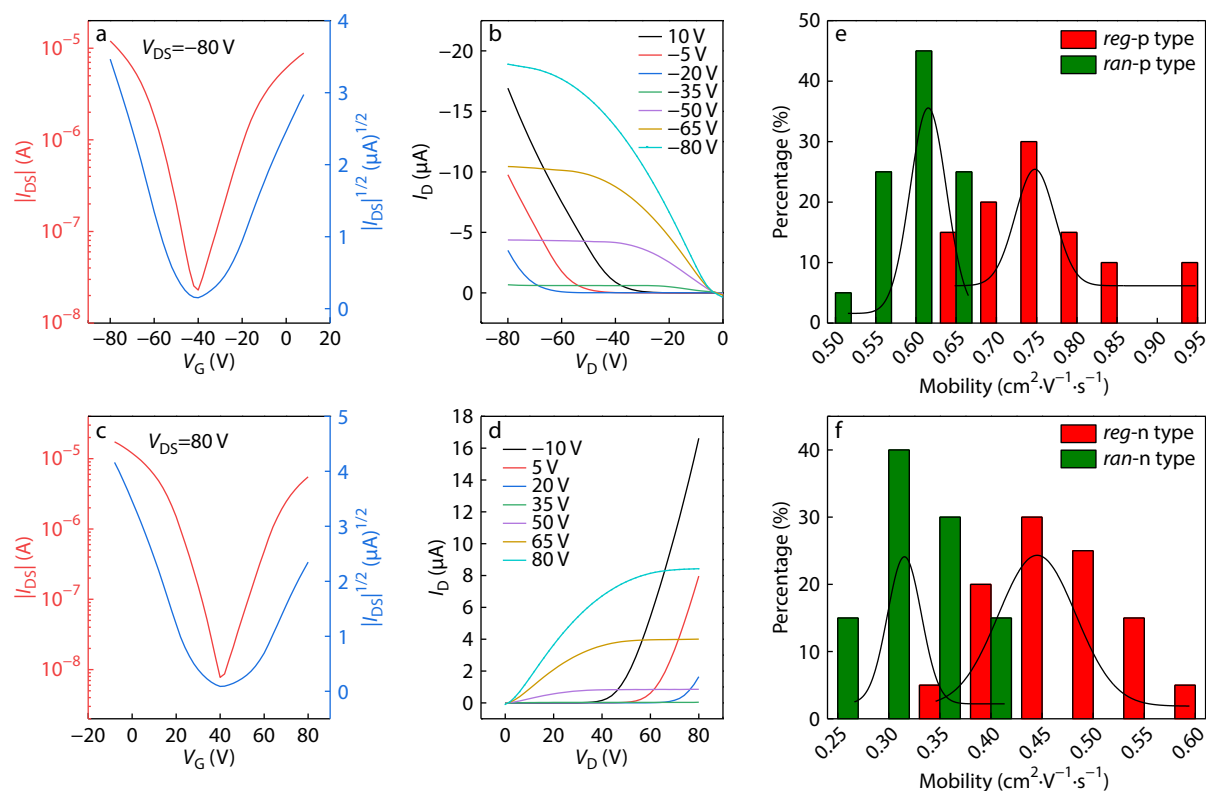 a
V_DS=−80 V
10⁻⁵
10⁻⁶
10⁻⁷
10⁻⁸
|I_DS| (A)
4
3
2
1
0
|I_DS|^1/2 (μA)^1/2
−80 −60 −40 −20 0 20
V_G (V)
b
10 V
−5 V
−20 V
−35 V
−50 V
−65 V
−80 V
−20
−15
−10
−5
0
I_D (μA)
−80 −60 −40 −20 0
V_D (V)
e
reg-p type
ran-p type
50
40
30
20
10
0
Percentage (%)
0.50 0.55 0.60 0.65 0.70 0.75 0.80 0.85 0.90 0.95
Mobility (cm²·V⁻¹·s⁻¹)
c
V_DS=80 V
10⁻⁵
10⁻⁶
10⁻⁷
10⁻⁸
|I_DS| (A)
5
4
3
2
1
0
|I_DS|^1/2 (μA)^1/2
−20 0 20 40 60 80
V_G (V)
d
−10 V
5 V
20 V
35 V
50 V
65 V
80 V
18
16
14
12
10
8
6
4
2
0
I_D (μA)
0 20 40 60 80
V_D (V)
f
reg-n type
ran-n type
50
40
30
20
10
0
Percentage (%)
0.25 0.30 0.35 0.40 0.45 0.50 0.55 0.60
Mobility (cm²·V⁻¹·s⁻¹)